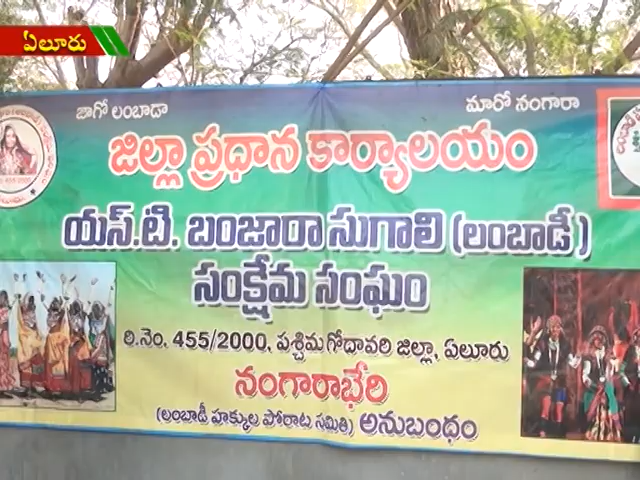 ఏలూరు
జాగో లంబాడా
మారో నంగారా
జిల్లా ప్రధాన కార్యాలయం
యస్.టి. బంజారా సుగాలి (లంబాడీ)
సంక్షేమ సంఘం
రి.నెం. 455/2000, పశ్చిమ గోదావరి జిల్లా, ఏలూరు
నంగారాభేరి
(లంబాడీ హక్కుల పోరాట సమితి) అనుబంధం